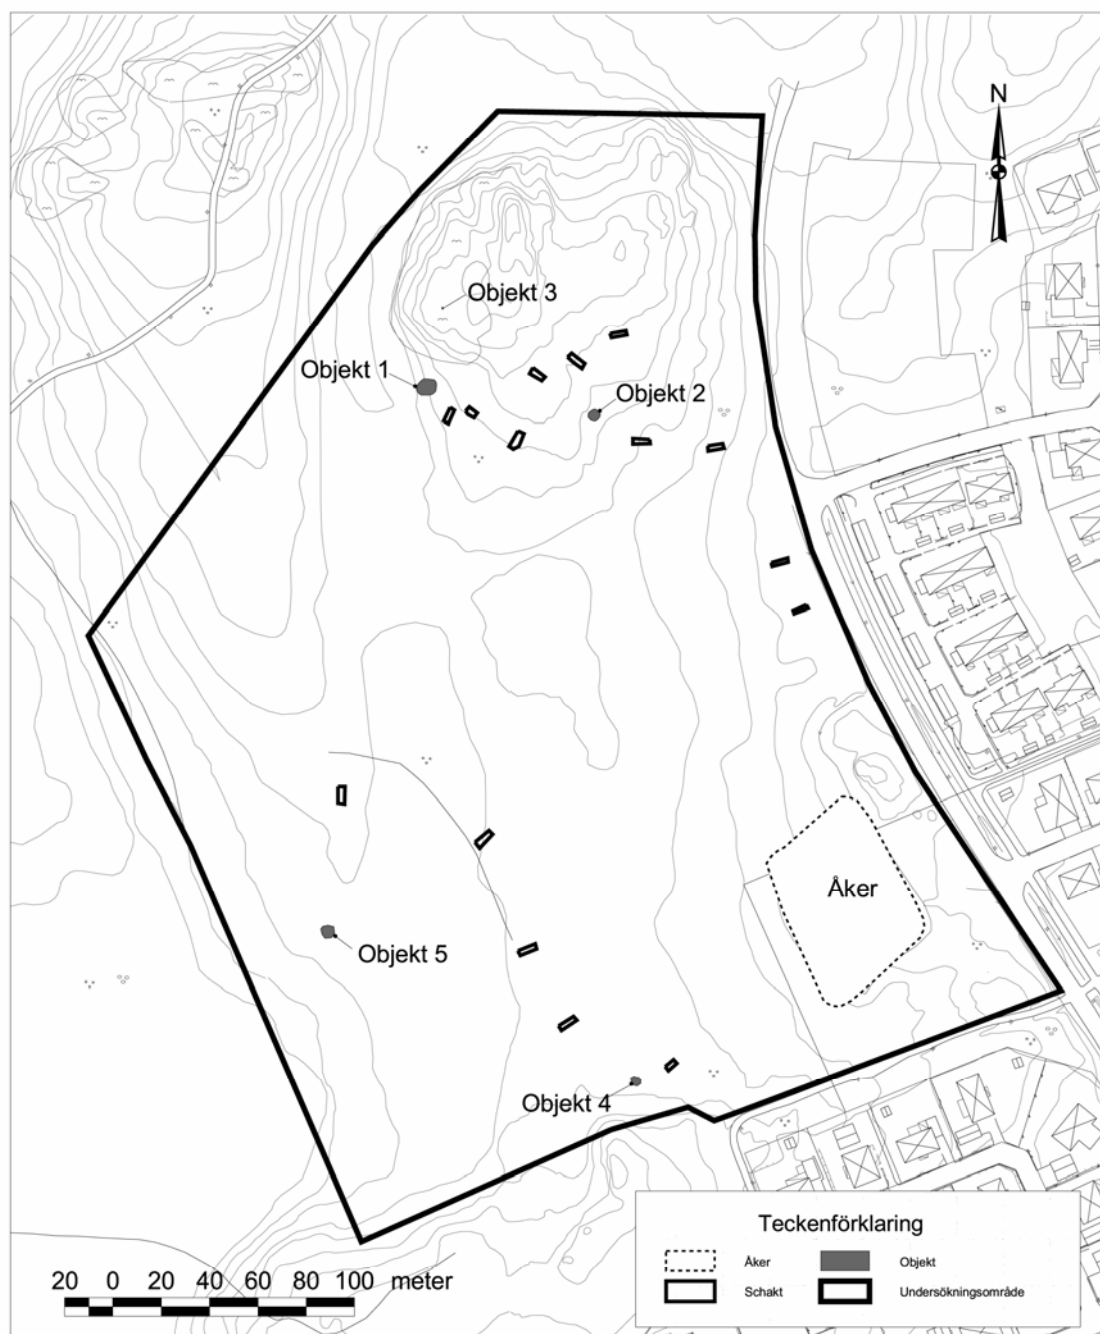 N
Objekt 3
Objekt 1
Objekt 2
Åker
Objekt 5
Objekt 4
Teckenförklaring
Åker
Objekt
Schakt
Undersökningsområde
20 0 20 40 60 80 100 meter